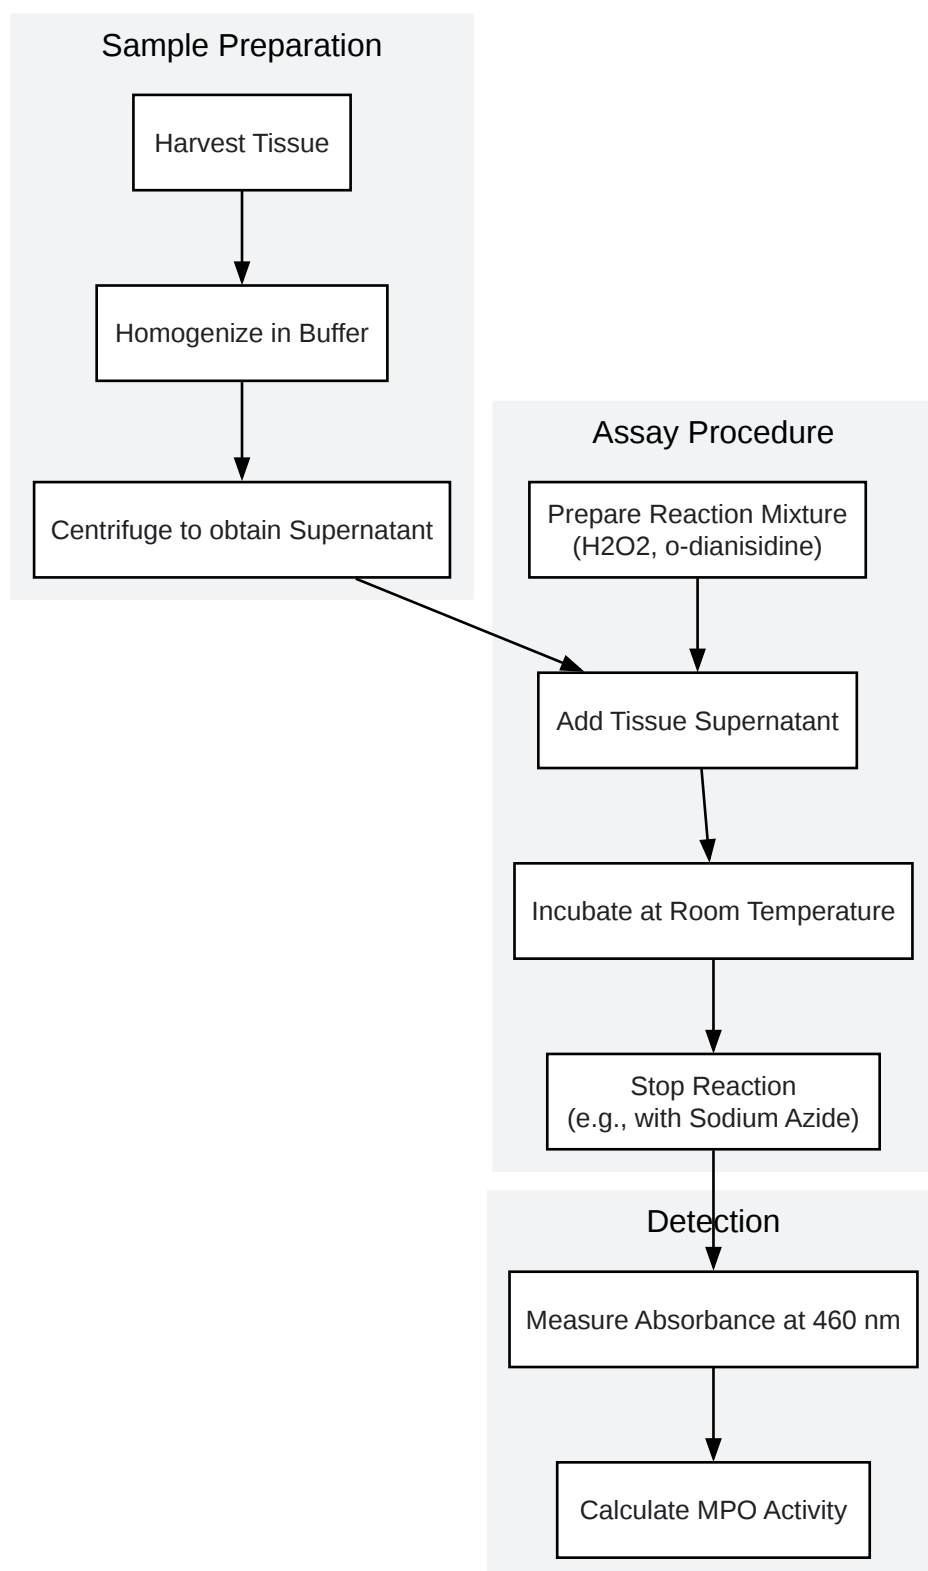 Sample Preparation
Harvest Tissue
Homogenize in Buffer
Centrifuge to obtain Supernatant
Assay Procedure
Prepare Reaction Mixture
(H2O2, o-dianisidine)
Add Tissue Supernatant
Incubate at Room Temperature
Stop Reaction
(e.g., with Sodium Azide)
Detection
Measure Absorbance at 460 nm
Calculate MPO Activity